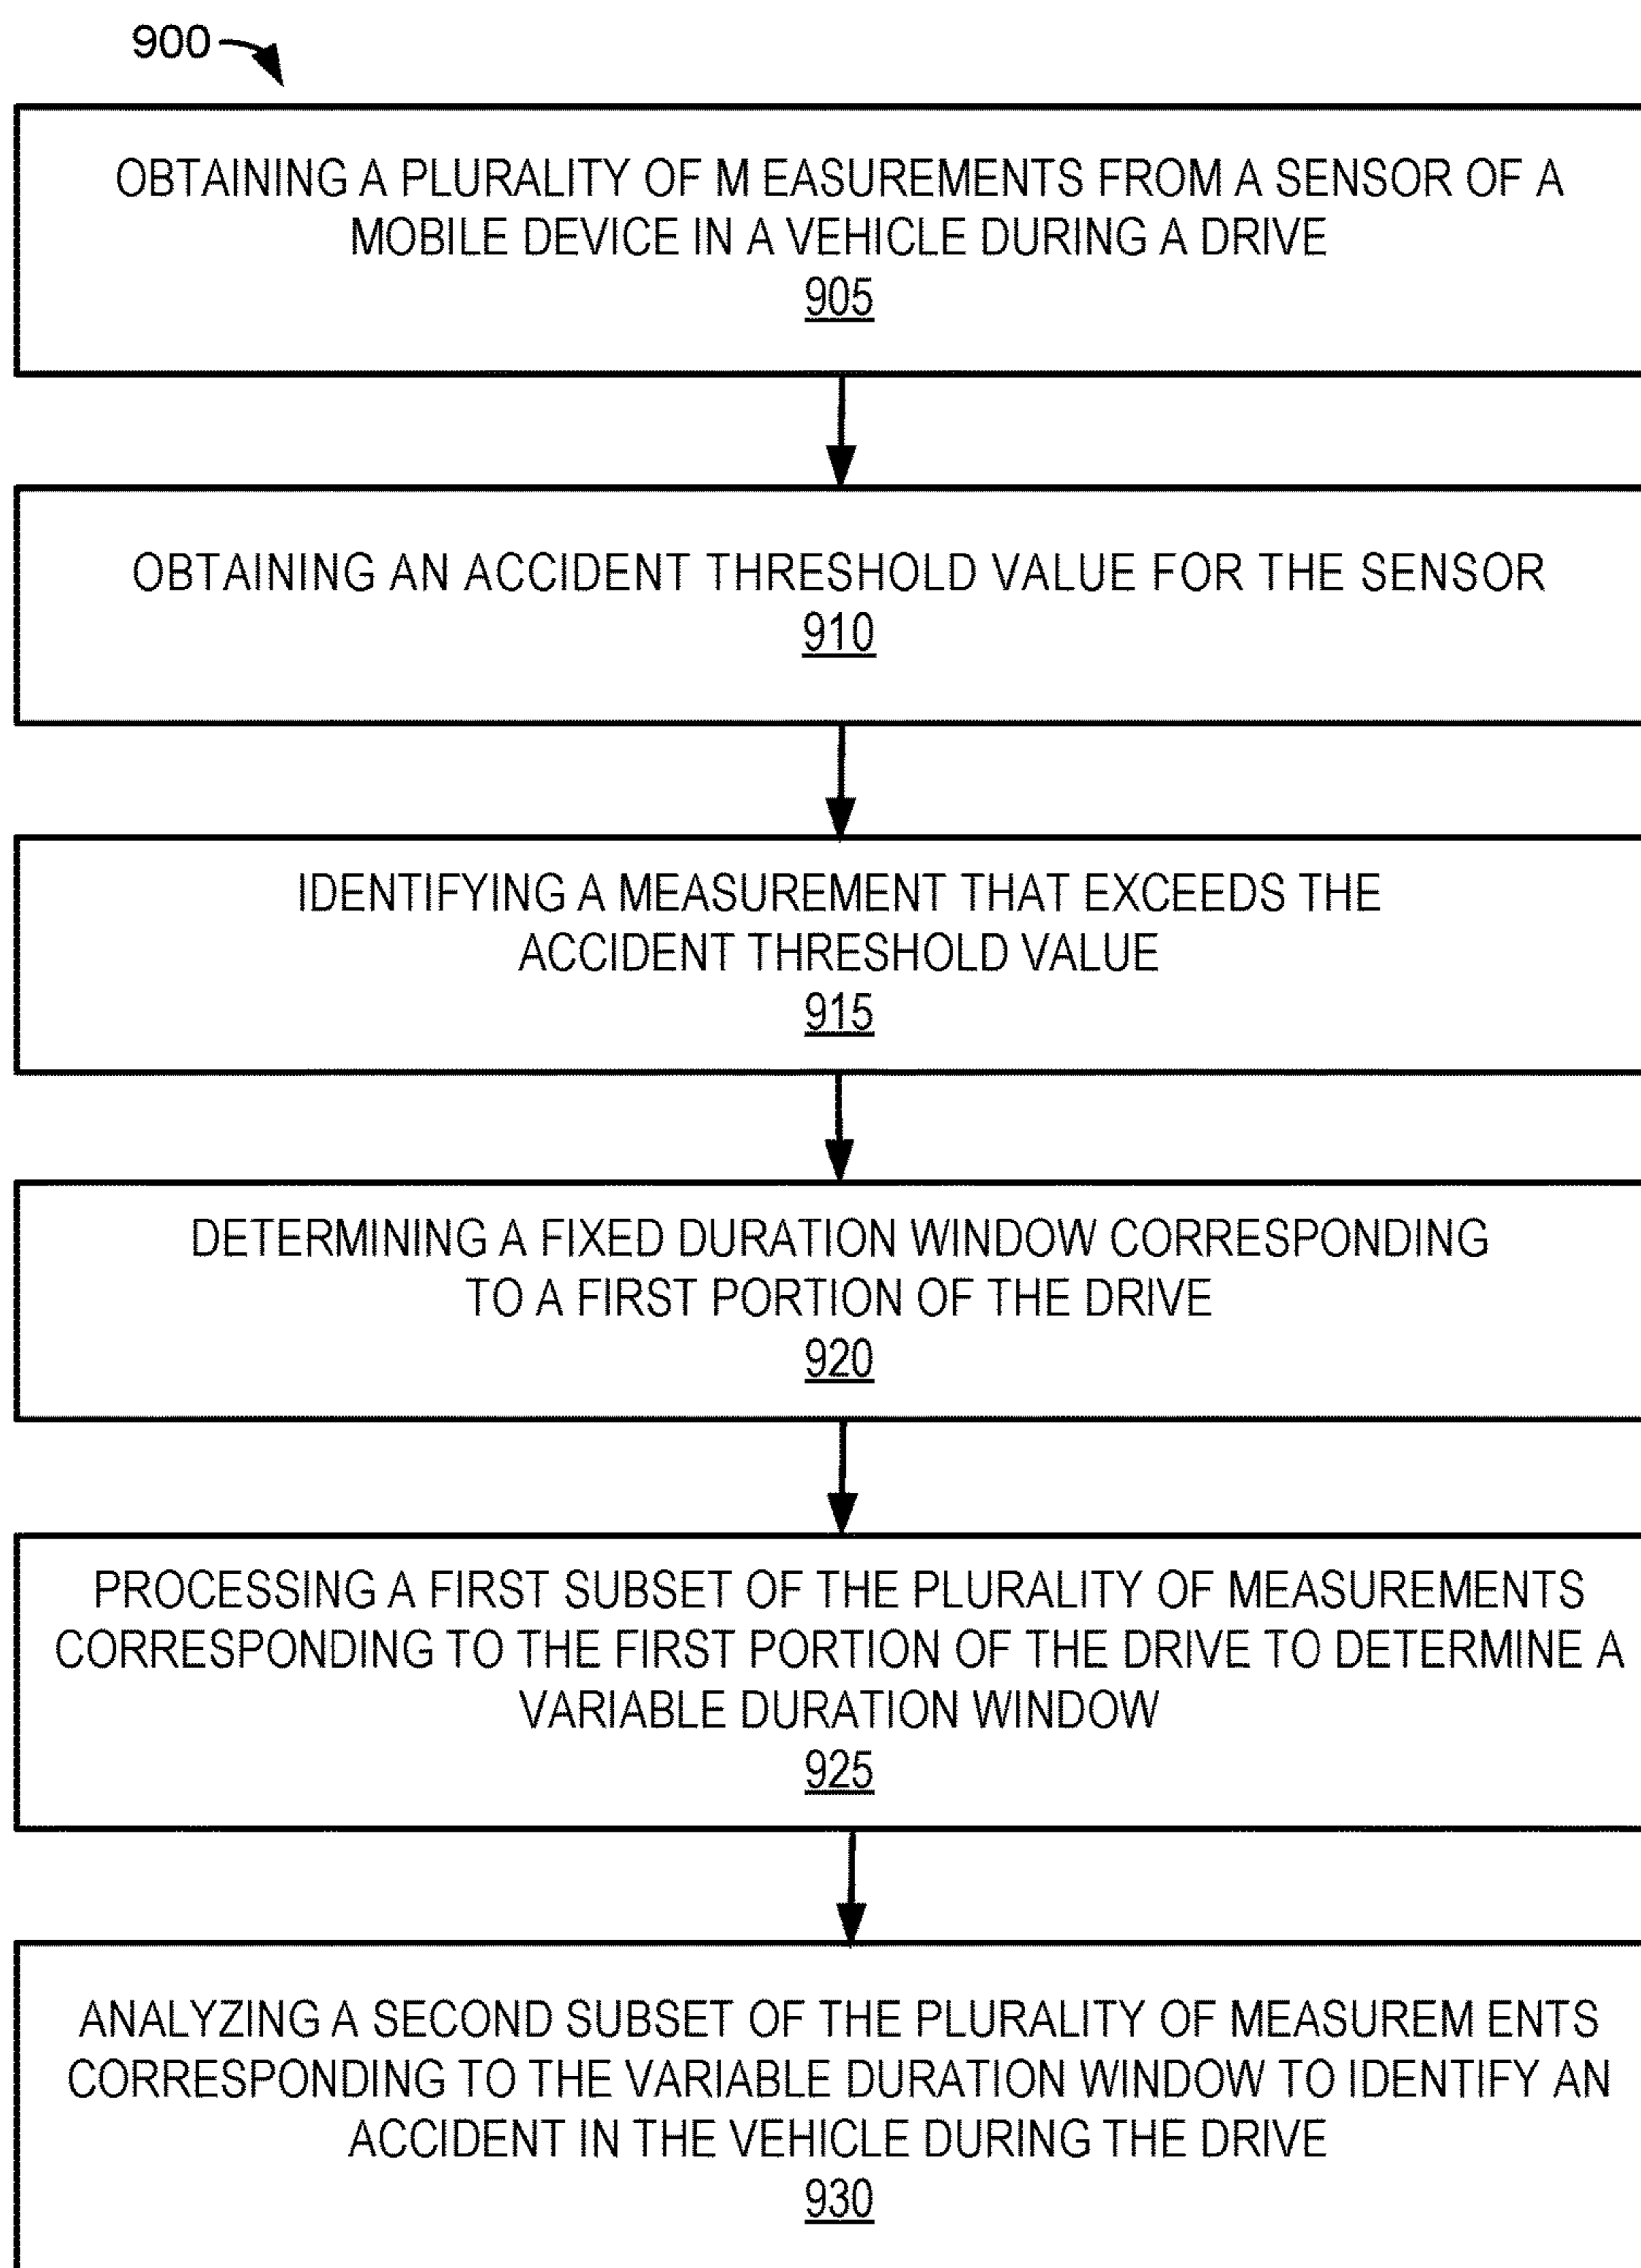 900
OBTAINING A PLURALITY OF M EASUREMENTS FROM A SENSOR OF A
MOBILE DEVICE IN A VEHICLE DURING A DRIVE
905
OBTAINING AN ACCIDENT THRESHOLD VALUE FOR THE SENSOR
910
IDENTIFYING A MEASUREMENT THAT EXCEEDS THE
ACCIDENT THRESHOLD VALUE
915
DETERMINING A FIXED DURATION WINDOW CORRESPONDING
TO A FIRST PORTION OF THE DRIVE
920
PROCESSING A FIRST SUBSET OF THE PLURALITY OF MEASUREMENTS
CORRESPONDING TO THE FIRST PORTION OF THE DRIVE TO DETERMINE A
VARIABLE DURATION WINDOW
925
ANALYZING A SECOND SUBSET OF THE PLURALITY OF MEASUREM ENTS
CORRESPONDING TO THE VARIABLE DURATION WINDOW TO IDENTIFY AN
ACCIDENT IN THE VEHICLE DURING THE DRIVE
930